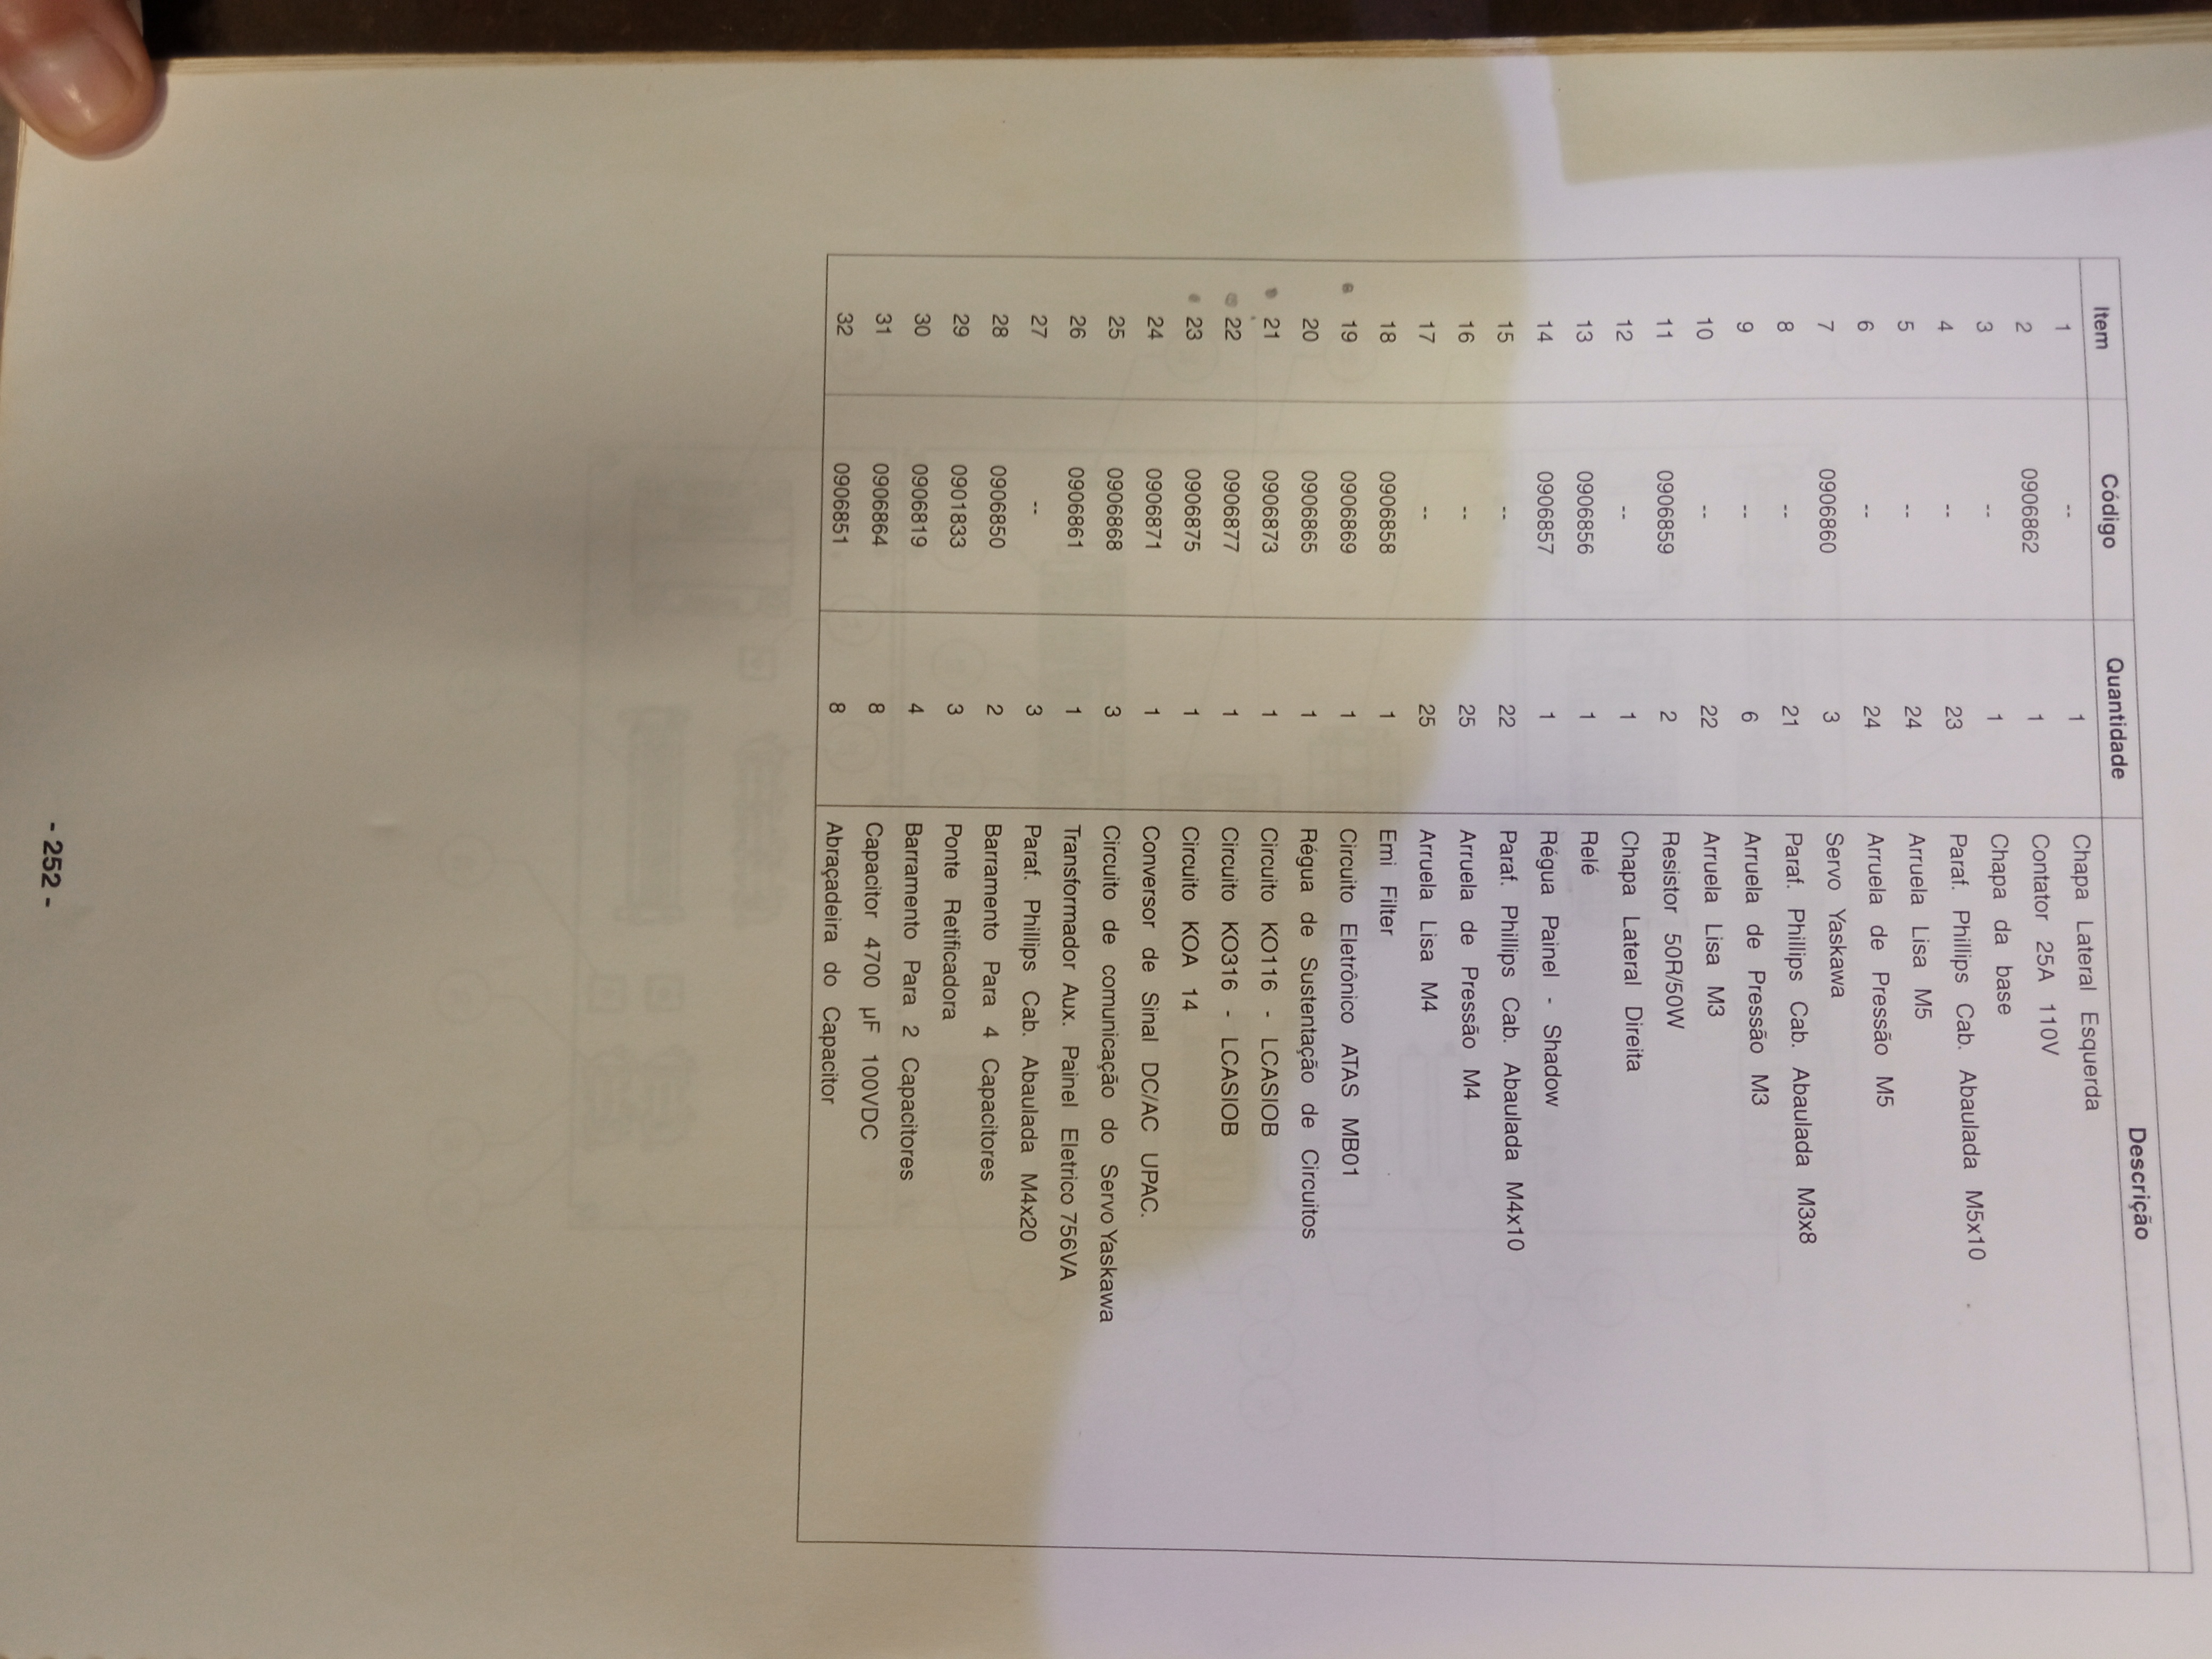 Item Código Quantidade Descrição
1 -- 1 Chapa Lateral Esquerda
2 0906862 1 Contator 25A 110V
3 -- 1 Chapa da base
4 -- 23 Paraf. Phillips Cab. Abaulada M5x10
5 -- 24 Arruela Lisa M5
6 -- 24 Arruela de Pressão M5
7 0906860 3 Servo Yaskawa
8 -- 21 Paraf. Phillips Cab. Abaulada M3x8
9 -- 6 Arruela de Pressão M3
10 -- 22 Arruela Lisa M3
11 0906859 2 Resistor 50R/50W
12 -- 1 Chapa Lateral Direita
13 0906856 1 Relé
14 0906857 1 Régua Painel - Shadow
15 -- 22 Paraf. Phillips Cab. Abaulada M4x10
16 -- 25 Arruela de Pressão M4
17 -- 25 Arruela Lisa M4
18 0906858 1 Emi Filter
19 0906869 1 Circuito Eletrônico ATAS MB01
20 0906865 1 Régua de Sustentação de Circuitos
21 0906873 1 Circuito KO116 - LCASIOB
22 0906877 1 Circuito KO316 - LCASIOB
23 0906875 1 Circuito KOA 14
24 0906871 1 Conversor de Sinal DC/AC UPAC.
25 0906868 3 Circuito de comunicação do Servo Yaskawa
26 0906861 1 Transformador Aux. Painel Eletrico 756VA
27 -- 3 Paraf. Phillips Cab. Abaulada M4x20
28 0906850 2 Barramento Para 4 Capacitores
29 0901833 3 Ponte Retificadora
30 0906819 4 Barramento Para 2 Capacitores
31 0906864 8 Capacitor 4700 µF 100VDC
32 0906851 8 Abraçadeira do Capacitor
- 252 -